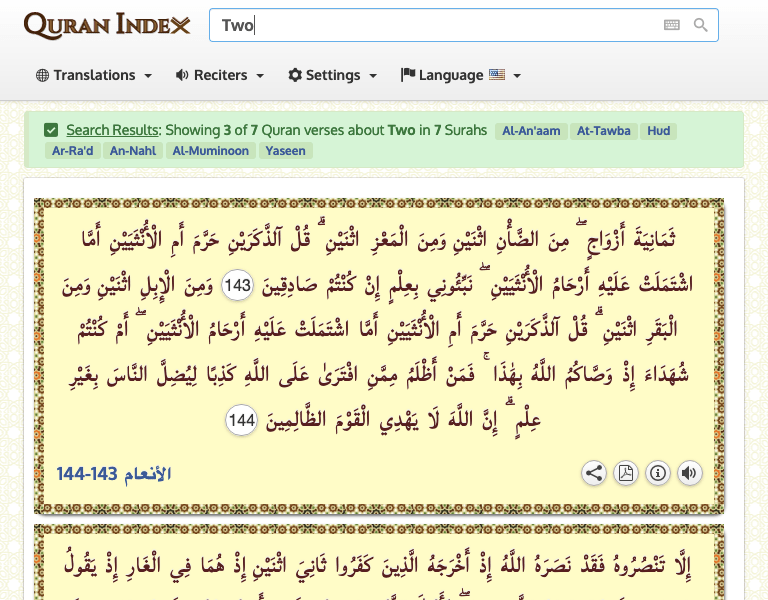 QURAN INDEX
Two
Translations
Reciters
Settings
Language
Search Results: Showing 3 of 7 Quran verses about Two in 7 Surahs Al-An'aam At-Tawba Hud
Ar-Ra'd An-Nahl Al-Muminoon Yaseen
ثَمَانِيَةَ أَزْوَاجٍ ۖ مِنَ الضَّأْنِ اثْنَيْنِ وَمِنَ الْمَعْزِ اثْنَيْنِ ۗ قُلْ آلذَّكَرَيْنِ حَرَّمَ أَمِ الْأُنْثَيَيْنِ أَمَّا
اشْتَمَلَتْ عَلَيْهِ أَرْحَامُ الْأُنْثَيَيْنِ ۖ نَبِّئُونِي بِعِلْمٍ إِنْ كُنْتُمْ صَادِقِينَ 143 وَمِنَ الْإِبِلِ اثْنَيْنِ وَمِنَ
الْبَقَرِ اثْنَيْنِ ۗ قُلْ آلذَّكَرَيْنِ حَرَّمَ أَمِ الْأُنْثَيَيْنِ أَمَّا اشْتَمَلَتْ عَلَيْهِ أَرْحَامُ الْأُنْثَيَيْنِ ۖ أَمْ كُنْتُمْ
شُهَدَاءَ إِذْ وَصَّاكُمُ اللَّهُ بِهَٰذَا ۚ فَمَنْ أَظْلَمُ مِمَّنِ افْتَرَىٰ عَلَى اللَّهِ كَذِبًا لِيُضِلَّ النَّاسَ بِغَيْرِ
عِلْمٍ ۗ إِنَّ اللَّهَ لَا يَهْدِي الْقَوْمَ الظَّالِمِينَ 144
الأنعام 143-144
إِلَّا تَنْصُرُوهُ فَقَدْ نَصَرَهُ اللَّهُ إِذْ أَخْرَجَهُ الَّذِينَ كَفَرُوا ثَانِيَ اثْنَيْنِ إِذْ هُمَا فِي الْغَارِ إِذْ يَقُولُ